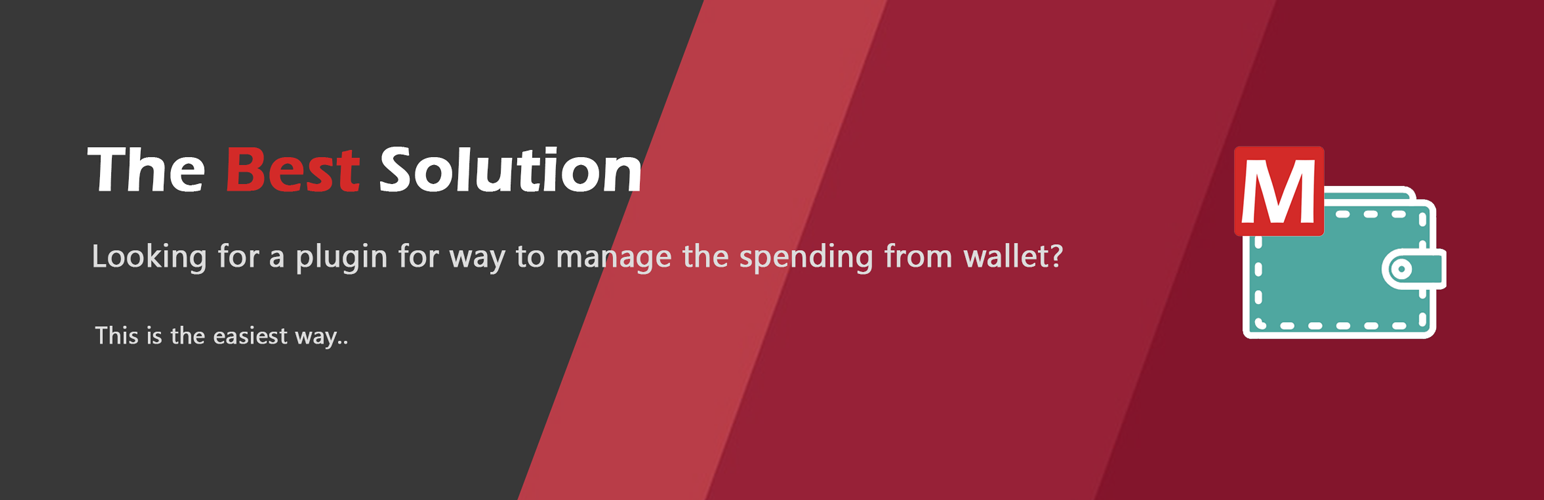 The Best Solution
Looking for a plugin for way to manage the spending from wallet?
This is the easiest way..
M